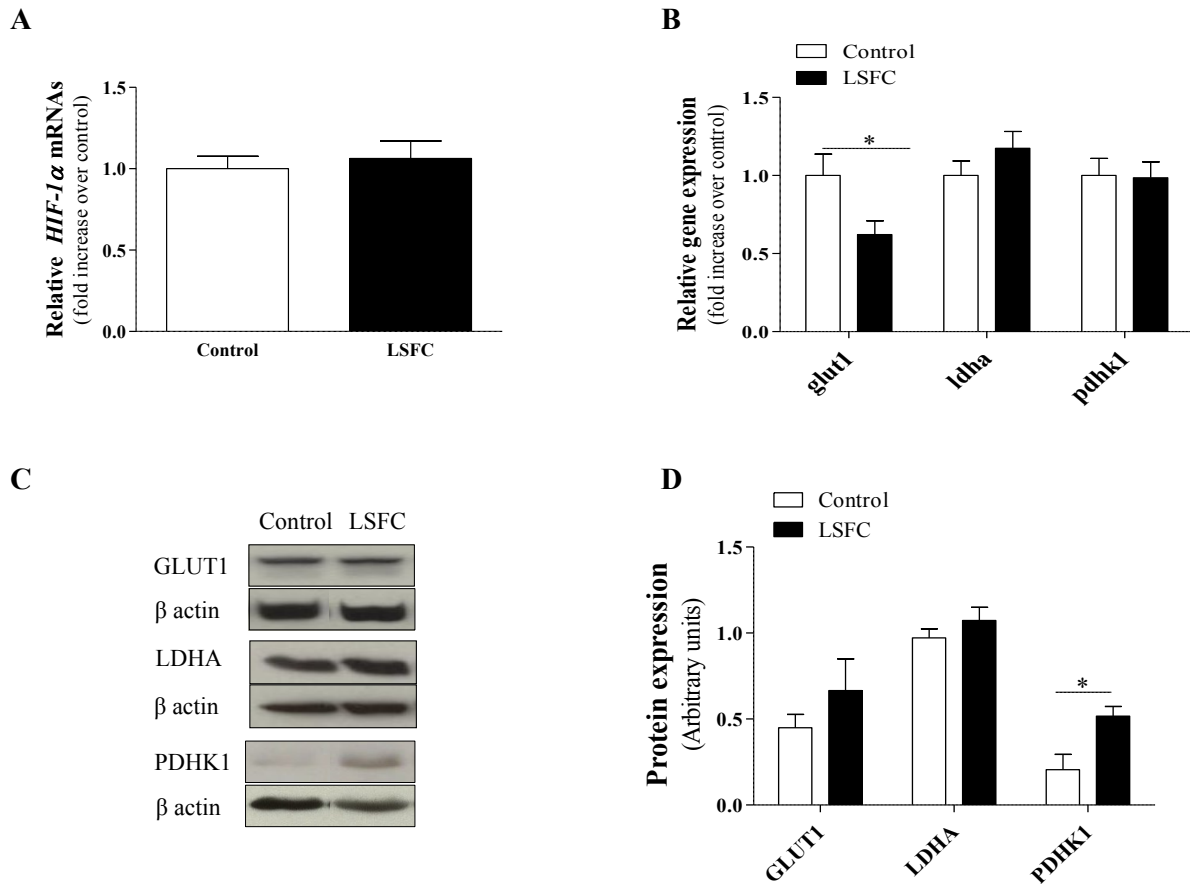 A
Relative HIF-1α mRNAs
(fold increase over control)
1.5
1.0
0.5
0.0
Control
LSFC
B
Control
LSFC
Relative gene expression
(fold increase over control)
1.5
1.0
0.5
0.0
*
glut1
ldha
pdhk1
C
Control LSFC
GLUT1
β actin
LDHA
β actin
PDHK1
β actin
D
Control
LSFC
Protein expression
(Arbitrary units)
1.5
1.0
0.5
0.0
*
GLUT1
LDHA
PDHK1